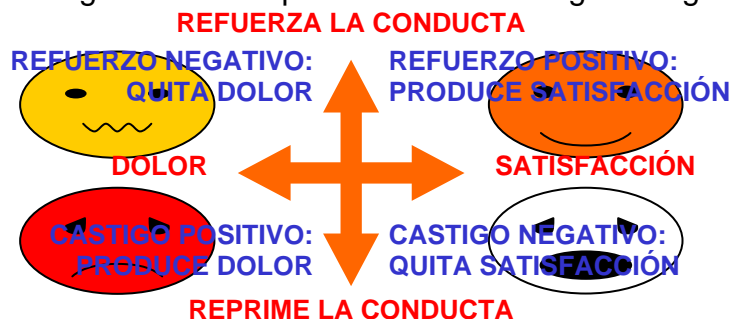 REFUERZA LA CONDUCTA
REFUERZO NEGATIVO:
QUITA DOLOR
REFUERZO POSITIVO:
PRODUCE SATISFACCIÓN
DOLOR
SATISFACCIÓN
CASTIGO POSITIVO:
PRODUCE DOLOR
CASTIGO NEGATIVO:
QUITA SATISFACCIÓN
REPRIME LA CONDUCTA